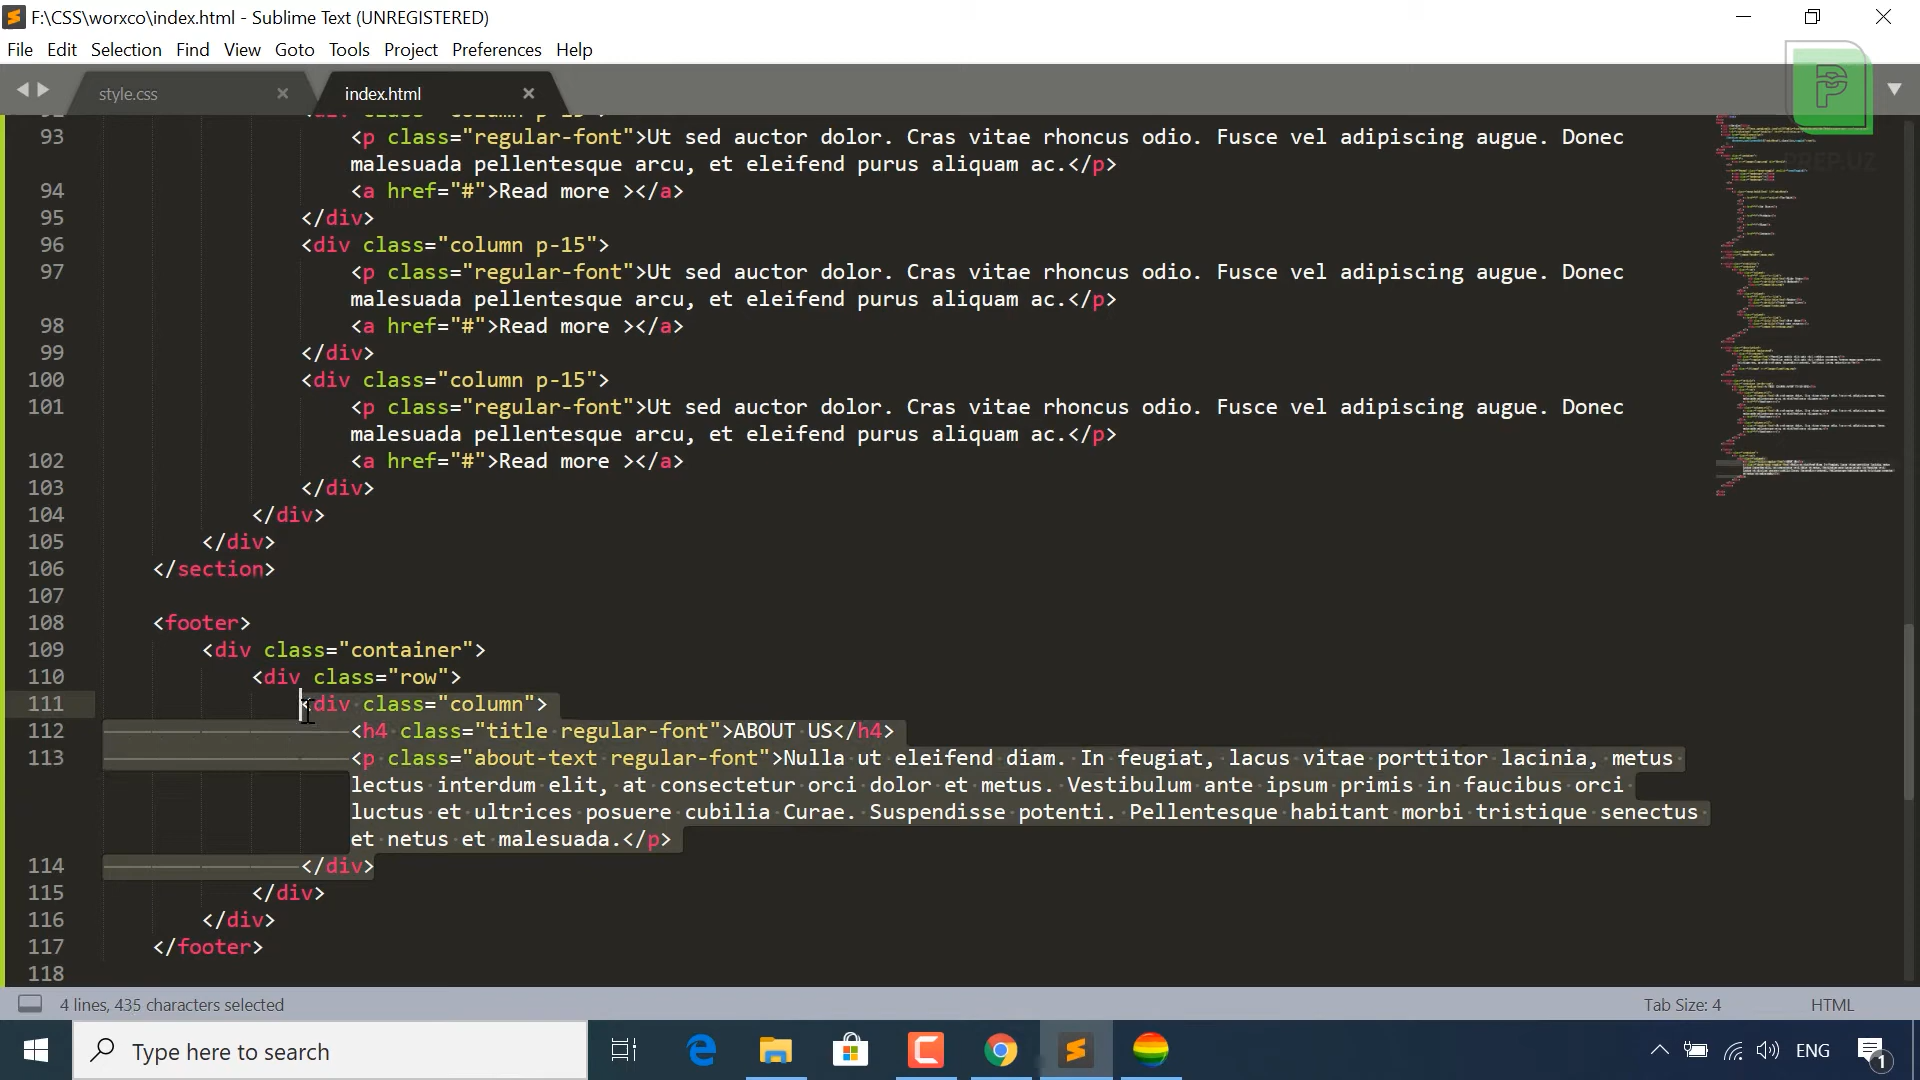 F:\CSS\worxco\index.html - Sublime Text (UNREGISTERED)
File Edit Selection Find View Goto Tools Project Preferences Help
style.css × index.html ×
P
PREP.UZ
93 <p class="regular-font">Ut sed auctor dolor. Cras vitae rhoncus odio. Fusce vel adipiscing augue. Donec
malesuada pellentesque arcu, et eleifend purus aliquam ac.</p>
94 <a href="#">Read more ></a>
95 </div>
96 <div class="column p-15">
97 <p class="regular-font">Ut sed auctor dolor. Cras vitae rhoncus odio. Fusce vel adipiscing augue. Donec
malesuada pellentesque arcu, et eleifend purus aliquam ac.</p>
98 <a href="#">Read more ></a>
99 </div>
100 <div class="column p-15">
101 <p class="regular-font">Ut sed auctor dolor. Cras vitae rhoncus odio. Fusce vel adipiscing augue. Donec
malesuada pellentesque arcu, et eleifend purus aliquam ac.</p>
102 <a href="#">Read more ></a>
103 </div>
104 </div>
105 </div>
106 </section>
107
108 <footer>
109 <div class="container">
110 <div class="row">
111 <div class="column">
112 <h4 class="title regular-font">ABOUT US</h4>
113 <p class="about-text regular-font">Nulla ut eleifend diam. In feugiat, lacus vitae porttitor lacinia, metus
lectus interdum elit, at consectetur orci dolor et metus. Vestibulum ante ipsum primis in faucibus orci
luctus et ultrices posuere cubilia Curae. Suspendisse potenti. Pellentesque habitant morbi tristique senectus
et netus et malesuada.</p>
114 </div>
115 </div>
116 </div>
117 </footer>
118
4 lines, 435 characters selected Tab Size: 4 HTML
Type here to search ENG 1